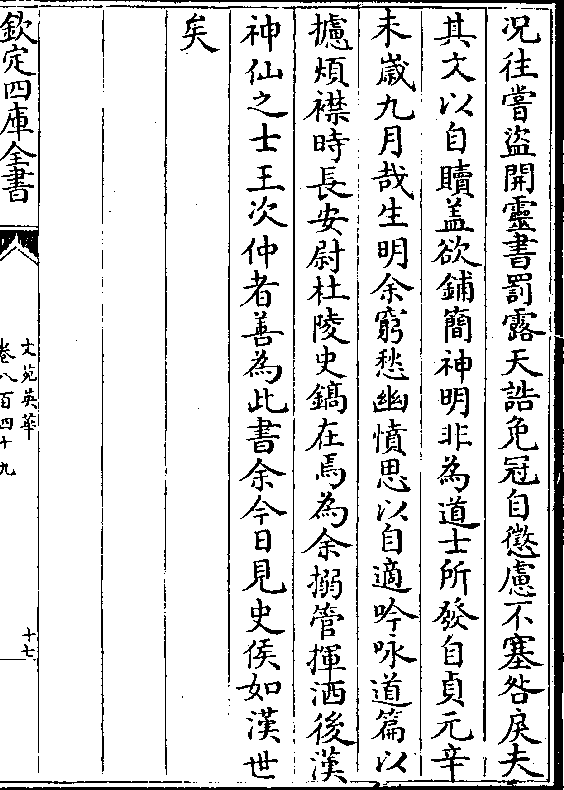 况往嘗盗開靈書罰露天誥免冠自懲慮不塞咎戾夫
其文以自贖盖欲鋪簡神明非為道士所發自貞元辛
未歳九月哉生明余窮愁幽憤思以自適吟咏道篇以
攄煩襟時長安尉杜陵史鎬在焉為余搦管揮洒後漢
神仙之士王次仲者善為此書余今日見史侯如漢世
矣
欽定四庫全書
文苑英華
卷八百四十九
十七